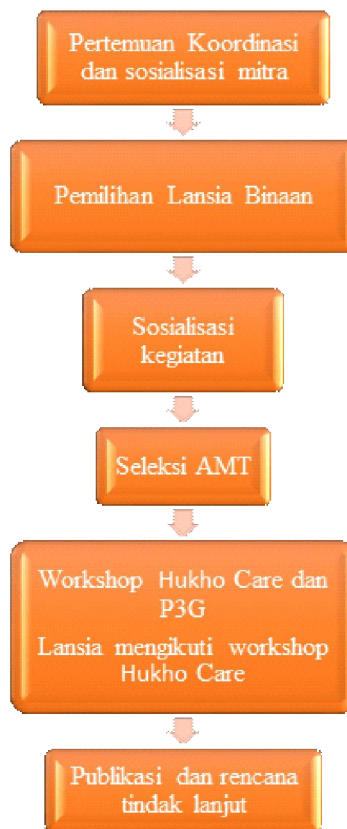 Pertemuan Koordinasi
dan sosialisasi mitra
Pemilihan Lansia Binaan
Sosialisasi
kegiatan
Seleksi AMT
Workshop Hukho Care dan
P3G
Lansia mengikuti workshop
Hukho Care
Publikasi dan rencana
tindak lanjut